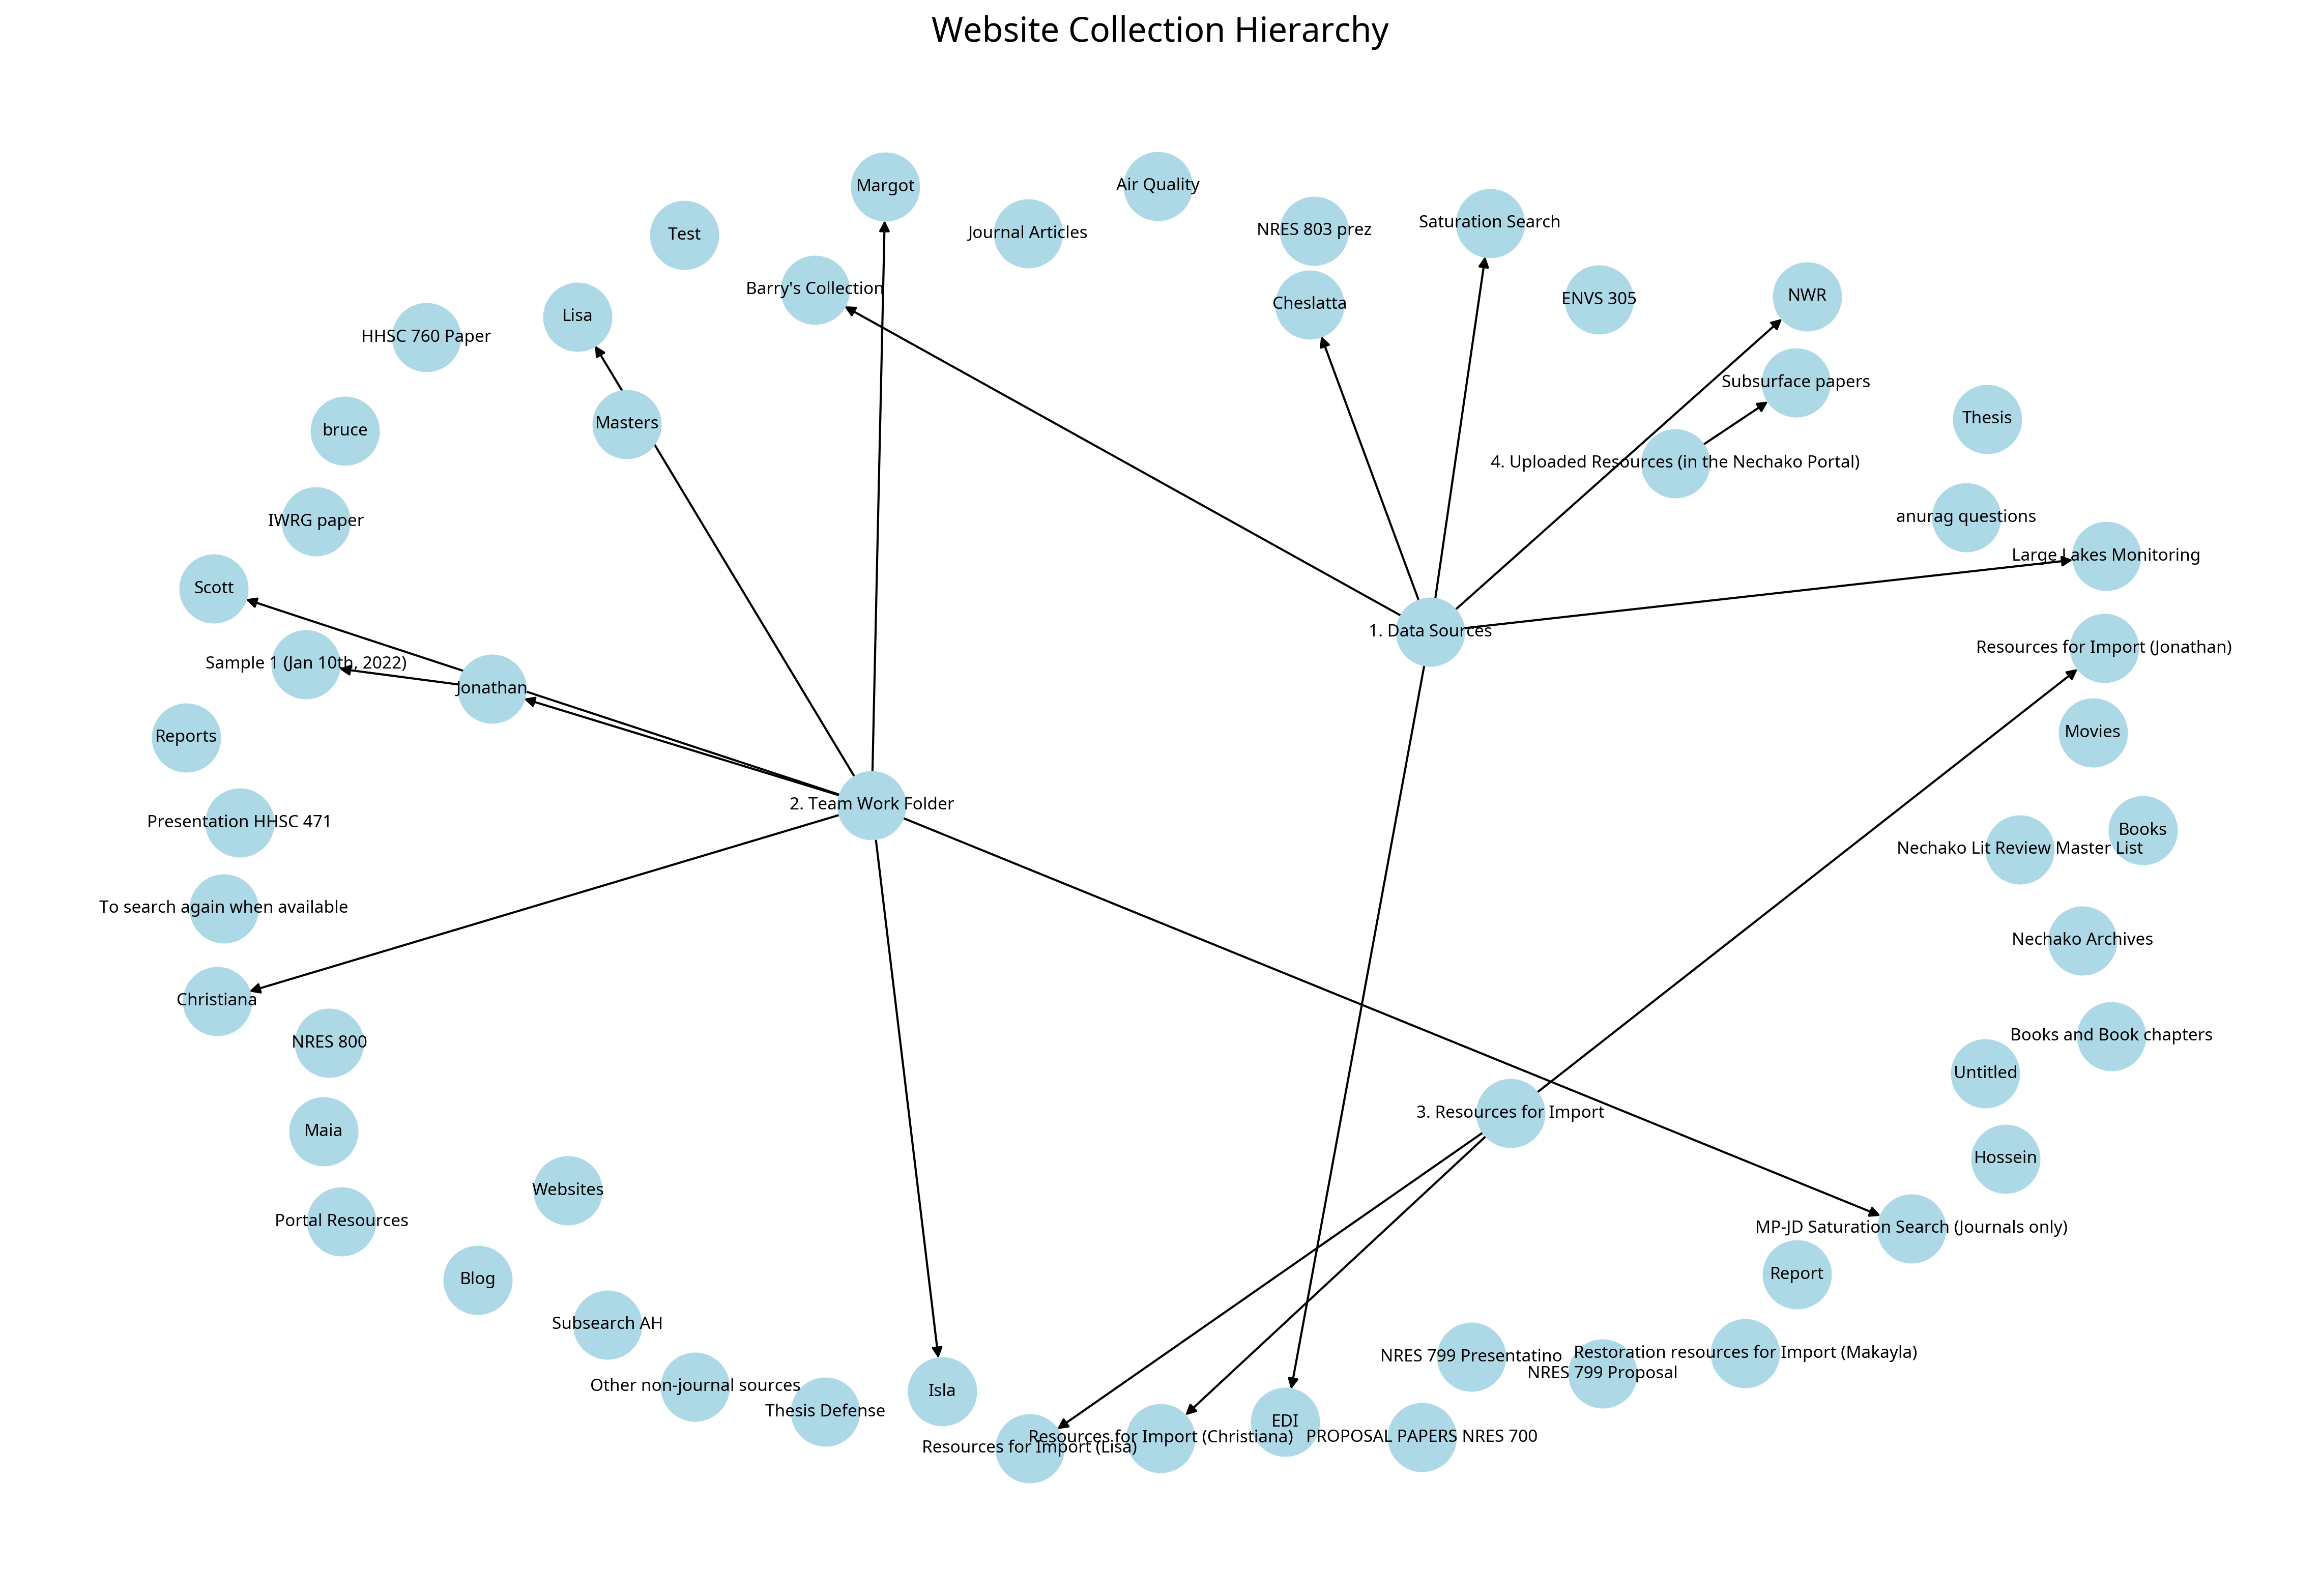 Website Collection Hierarchy
Margot
Air Quality
Test
Journal Articles
NRES 803 prez
Saturation Search
Barry's Collection
Cheslatta
ENVS 305
NWR
Lisa
HHSC 760 Paper
Subsurface papers
bruce
Masters
Thesis
4. Uploaded Resources (in the Nechako Portal)
IWRG paper
anurag questions
Large Lakes Monitoring
Scott
1. Data Sources
Resources for Import (Jonathan)
Sample 1 (Jan 10th, 2022)
Jonathan
Reports
Movies
2. Team Work Folder
Presentation HHSC 471
Books
Nechako Lit Review Master List
To search again when available
Nechako Archives
Christiana
NRES 800
Books and Book chapters
Untitled
3. Resources for Import
Maia
Hossein
Websites
Portal Resources
MP-JD Saturation Search (Journals only)
Blog
Report
Subsearch AH
NRES 799 Presentatino
Restoration resources for Import (Makayla)
NRES 799 Proposal
Other non-journal sources
Isla
Thesis Defense
EDI
Resources for Import (Christiana)
PROPOSAL PAPERS NRES 700
Resources for Import (Lisa)